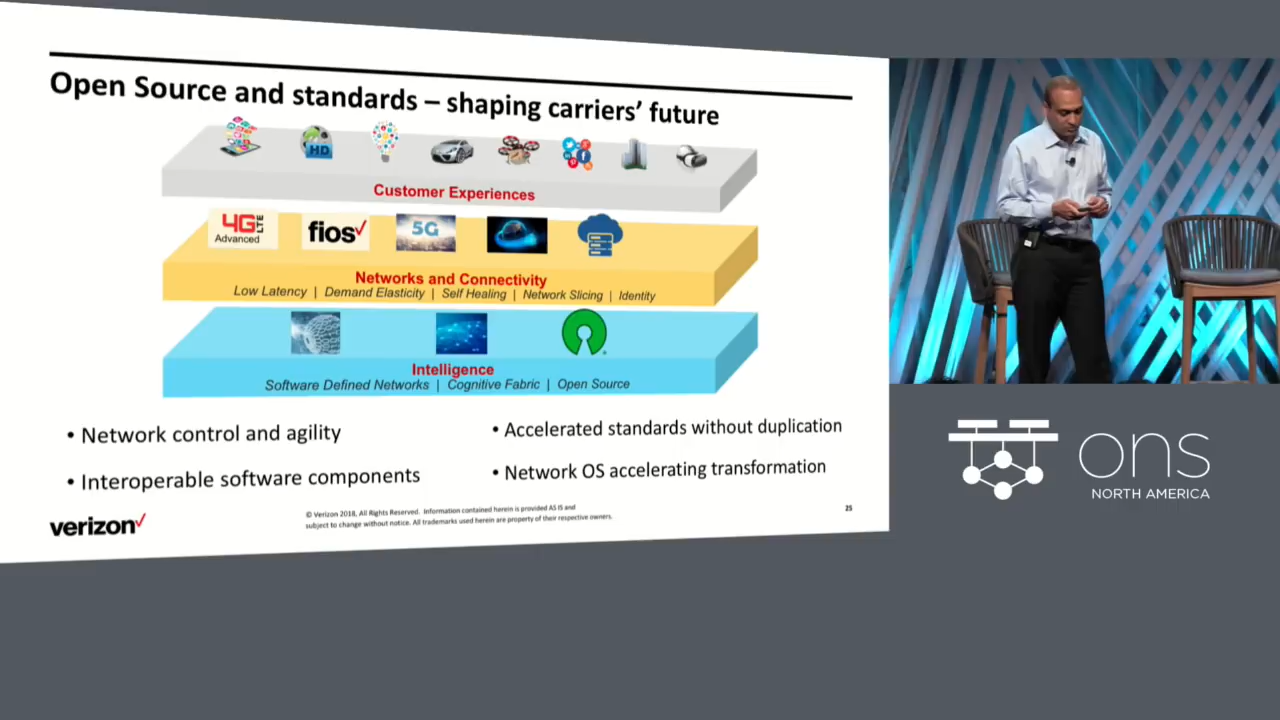 Open Source and standards – shaping carriers’ future
HD
Customer Experiences
4G LTE
Advanced
fios
5G
Networks and Connectivity
Low Latency | Demand Elasticity | Self Healing | Network Slicing | Identity
Intelligence
Software Defined Networks | Cognitive Fabric | Open Source
• Network control and agility
• Interoperable software components
• Accelerated standards without duplication
• Network OS accelerating transformation
verizon
© Verizon 2018, All Rights Reserved. Information contained herein is provided AS IS and
subject to change without notice. All trademarks used herein are property of their respective owners.
25
ons
NORTH AMERICA